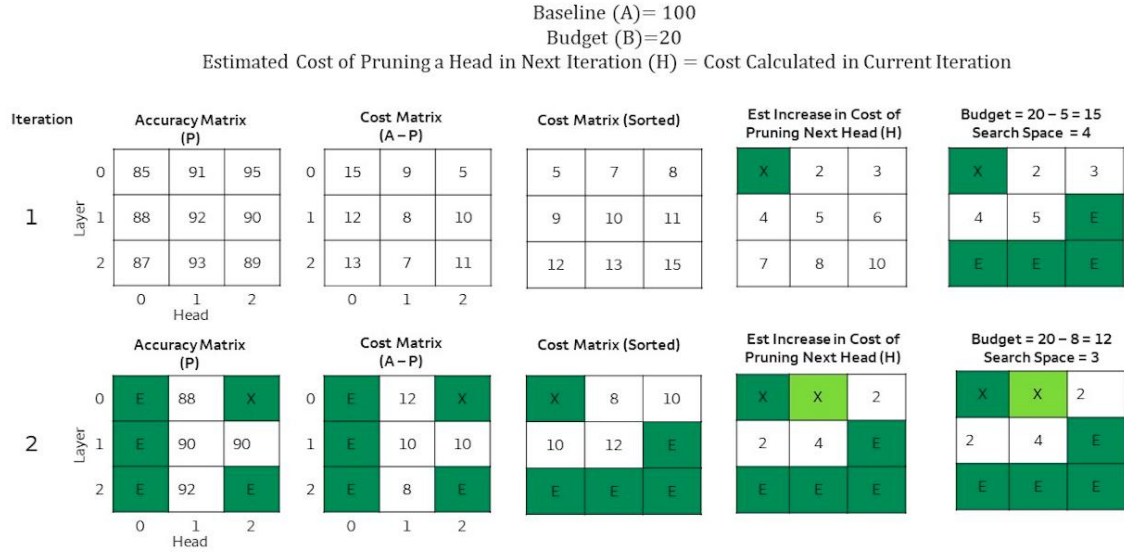 Baseline (A)= 100
Budget (B)=20
Estimated Cost of Pruning a Head in Next Iteration (H) = Cost Calculated in Current Iteration
Iteration
Accuracy Matrix
(P)
Cost Matrix
(A – P)
Cost Matrix (Sorted)
Est Increase in Cost of
Pruning Next Head (H)
Budget = 20 – 5 = 15
Search Space = 4
1
Layer
0 85 91 95
1 88 92 90
2 87 93 89
0 1 2
Head
0 15 9 5
1 12 8 10
2 13 7 11
0 1 2
5 7 8
9 10 11
12 13 15
X 2 3
4 5 6
7 8 10
X 2 3
4 5 E
E E E
Accuracy Matrix
(P)
Cost Matrix
(A – P)
Cost Matrix (Sorted)
Est Increase in Cost of
Pruning Next Head (H)
Budget = 20 – 8 = 12
Search Space = 3
2
Layer
0 E 88 X
1 E 90 90
2 E 92 E
0 1 2
Head
0 E 12 X
1 E 10 10
2 E 8 E
0 1 2
X 8 10
10 12 E
E E E
X X 2
2 4 E
E E E
X X 2
2 4 E
E E E